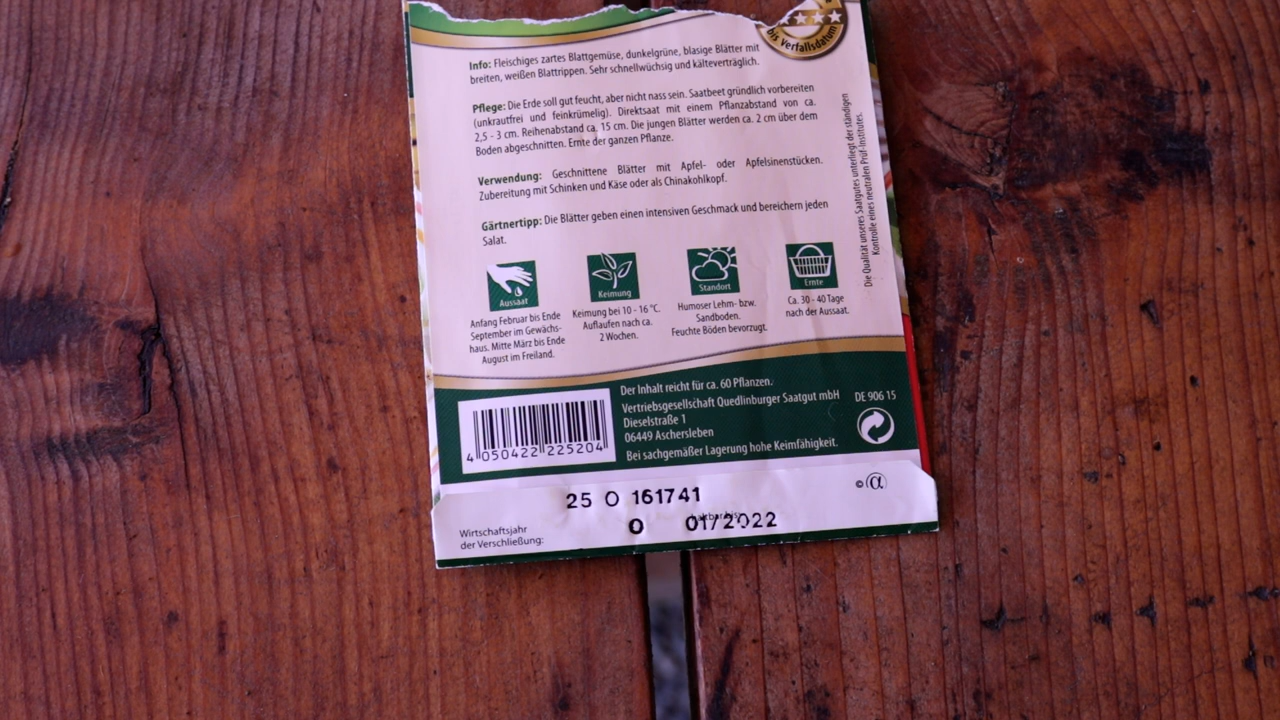 bis Verfallsdatum
Info: Fleischiges zartes Blattgemüse, dunkelgrüne, blasige Blätter mit
breiten, weißen Blattrippen. Sehr schnellwüchsig und kälteverträglich.
Pflege: Die Erde soll gut feucht, aber nicht nass sein. Saatbeet gründlich vorbereiten
(unkrautfrei und feinkrümelig). Direktsaat mit einem Pflanzabstand von ca.
2,5 - 3 cm. Reihenabstand ca. 15 cm. Die jungen Blätter werden ca. 2 cm über dem
Boden abgeschnitten. Ernte der ganzen Pflanze.
Verwendung: Geschnittene Blätter mit Apfel- oder Apfelsinenstücken.
Zubereitung mit Schinken und Käse oder als Chinakohlkopf.
Gärtnertipp: Die Blätter geben einen intensiven Geschmack und bereichern jeden
Salat.
Die Qualität unseres Saatgutes unterliegt der ständigen
Kontrolle eines neutralen Prüf-Institutes.
Aussaat
Anfang Februar bis Ende
September im Gewächs-
haus. Mitte März bis Ende
August im Freiland.
Keimung
Keimung bei 10 - 16 °C.
Auflaufen nach ca.
2 Wochen.
Standort
Humoser Lehm- bzw.
Sandboden.
Feuchte Böden bevorzugt.
Ernte
Ca. 30 - 40 Tage
nach der Aussaat.
Der Inhalt reicht für ca. 60 Pflanzen.
Vertriebsgesellschaft Quedlinburger Saatgut mbH
Dieselstraße 1
06449 Aschersleben
Bei sachgemäßer Lagerung hohe Keimfähigkeit.
DE 906 15
4 050422 225204
© α
25 O 161741
O 01/2022
Wirtschaftsjahr
der Verschließung: